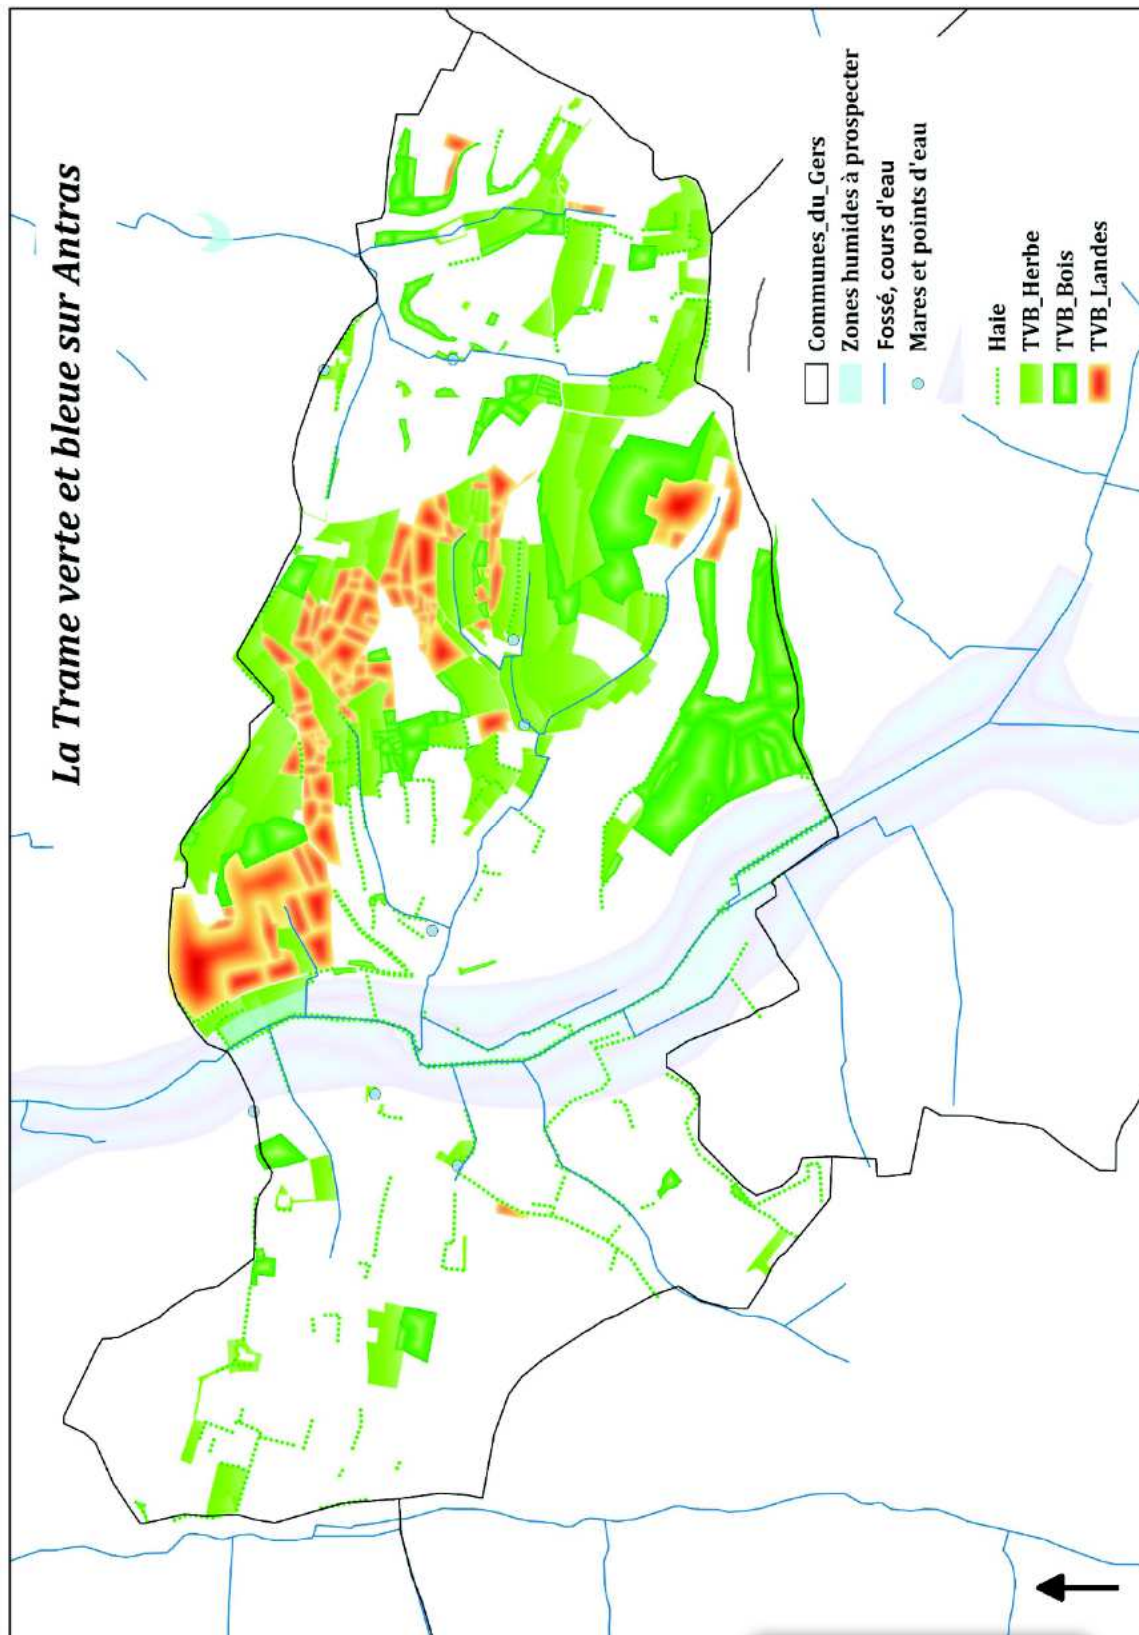 La Trame verte et bleue sur Antras
Communes_du_Gers
Zones humides à prospecter
Fossé, cours d'eau
Mares et points d'eau
Haie
TVB_Herbe
TVB_Bois
TVB_Landes